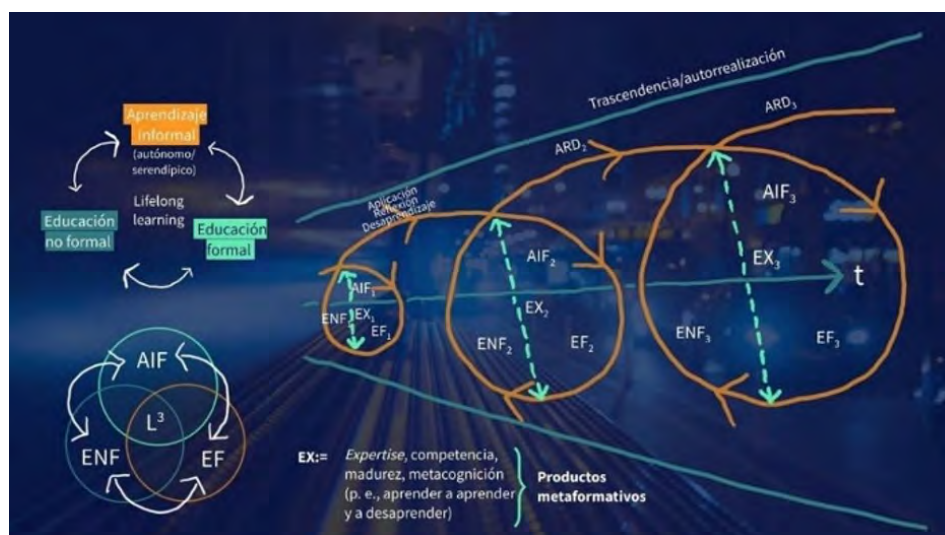 Aprendizaje
informal
(autónomo/
serendípico)
Lifelong
learning
Educación
no formal
Educación
formal
AIF
L³
ENF
EF
Trascendencia/autorrealización
Aplicación
Reflexión
Desaprendizaje
ARD₂
ARD₃
AIF₁
ENF₁
EX₁
EF₁
AIF₂
EX₂
ENF₂
EF₂
AIF₃
EX₃
t
ENF₃
EF₃
EX:= Expertise, competencia,
madurez, metacognición
(p. e., aprender a aprender
y a desaprender)
Productos
metaformativos